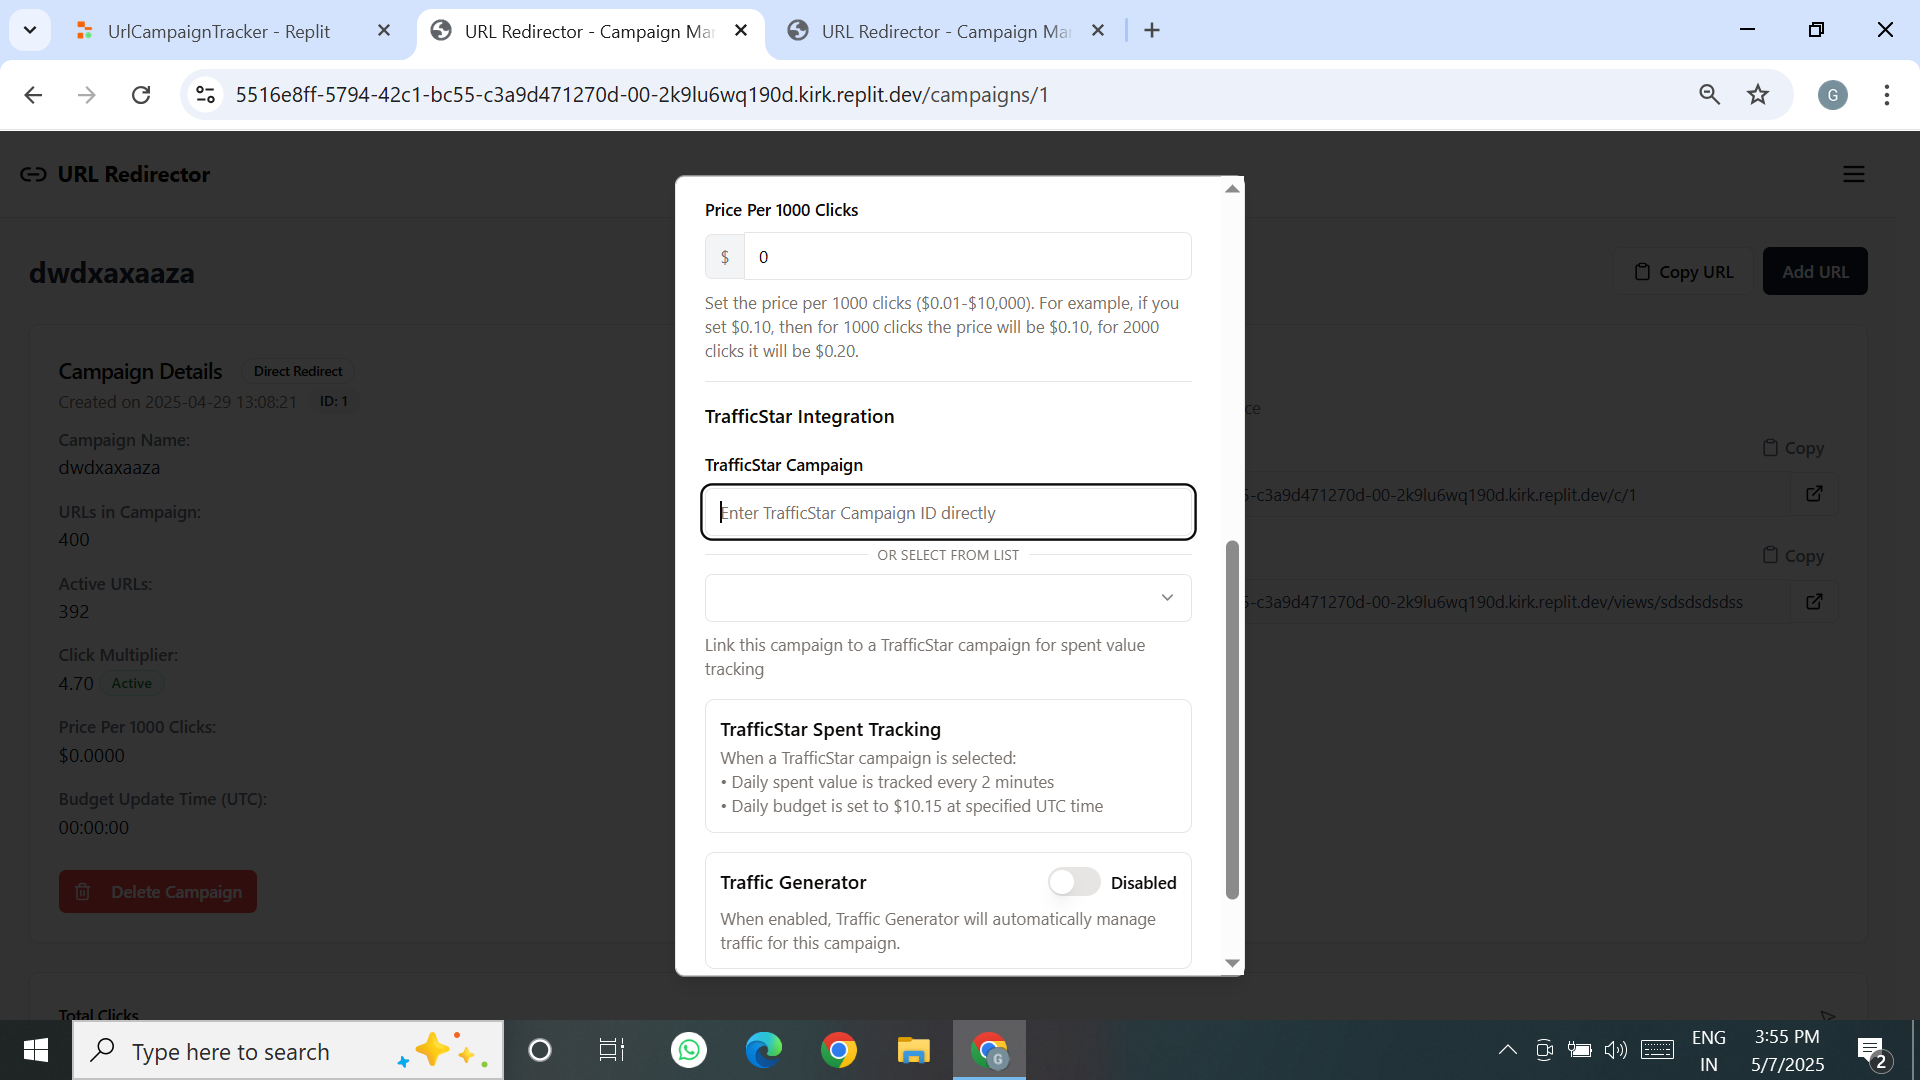 UrlCampaignTracker - Replit
URL Redirector - Campaign Ma
URL Redirector - Campaign Ma
5516e8ff-5794-42c1-bc55-c3a9d471270d-00-2k9lu6wq190d.kirk.replit.dev/campaigns/1
G
URL Redirector
dwdxaxaaza
Copy URL
Add URL
Campaign Details
Direct Redirect
Created on 2025-04-29 13:08:21
ID: 1
Campaign Name:
dwdxaxaaza
URLs in Campaign:
400
Active URLs:
392
Click Multiplier:
4.70
Active
Price Per 1000 Clicks:
$0.0000
Budget Update Time (UTC):
00:00:00
Delete Campaign
Total Clicks
Price Per 1000 Clicks
$
0
Set the price per 1000 clicks ($0.01-$10,000). For example, if you
set $0.10, then for 1000 clicks the price will be $0.10, for 2000
clicks it will be $0.20.
TrafficStar Integration
TrafficStar Campaign
Enter TrafficStar Campaign ID directly
OR SELECT FROM LIST
Link this campaign to a TrafficStar campaign for spent value
tracking
TrafficStar Spent Tracking
When a TrafficStar campaign is selected:
• Daily spent value is tracked every 2 minutes
• Daily budget is set to $10.15 at specified UTC time
Traffic Generator
Disabled
When enabled, Traffic Generator will automatically manage
traffic for this campaign.
ce
Copy
5-c3a9d471270d-00-2k9lu6wq190d.kirk.replit.dev/c/1
Copy
5-c3a9d471270d-00-2k9lu6wq190d.kirk.replit.dev/views/sdsdsdsdss
Type here to search
G
ENG
IN
3:55 PM
5/7/2025
2